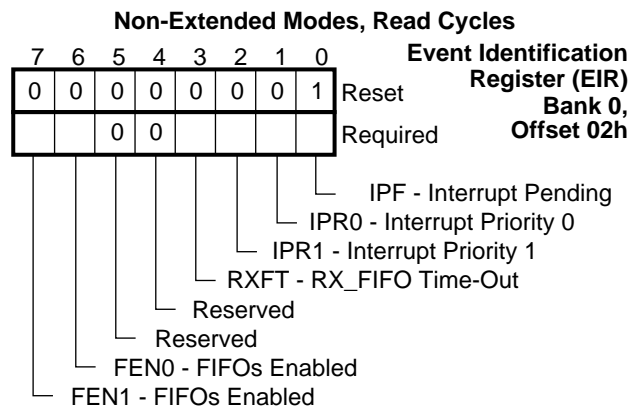 Non-Extended Modes, Read Cycles
7 6 5 4 3 2 1 0
Event Identification
Register (EIR)
Bank 0,
Offset 02h
0 0 0 0 0 0 0 1 Reset
0 0 Required
IPF - Interrupt Pending
IPR0 - Interrupt Priority 0
IPR1 - Interrupt Priority 1
RXFT - RX_FIFO Time-Out
Reserved
Reserved
FEN0 - FIFOs Enabled
FEN1 - FIFOs Enabled